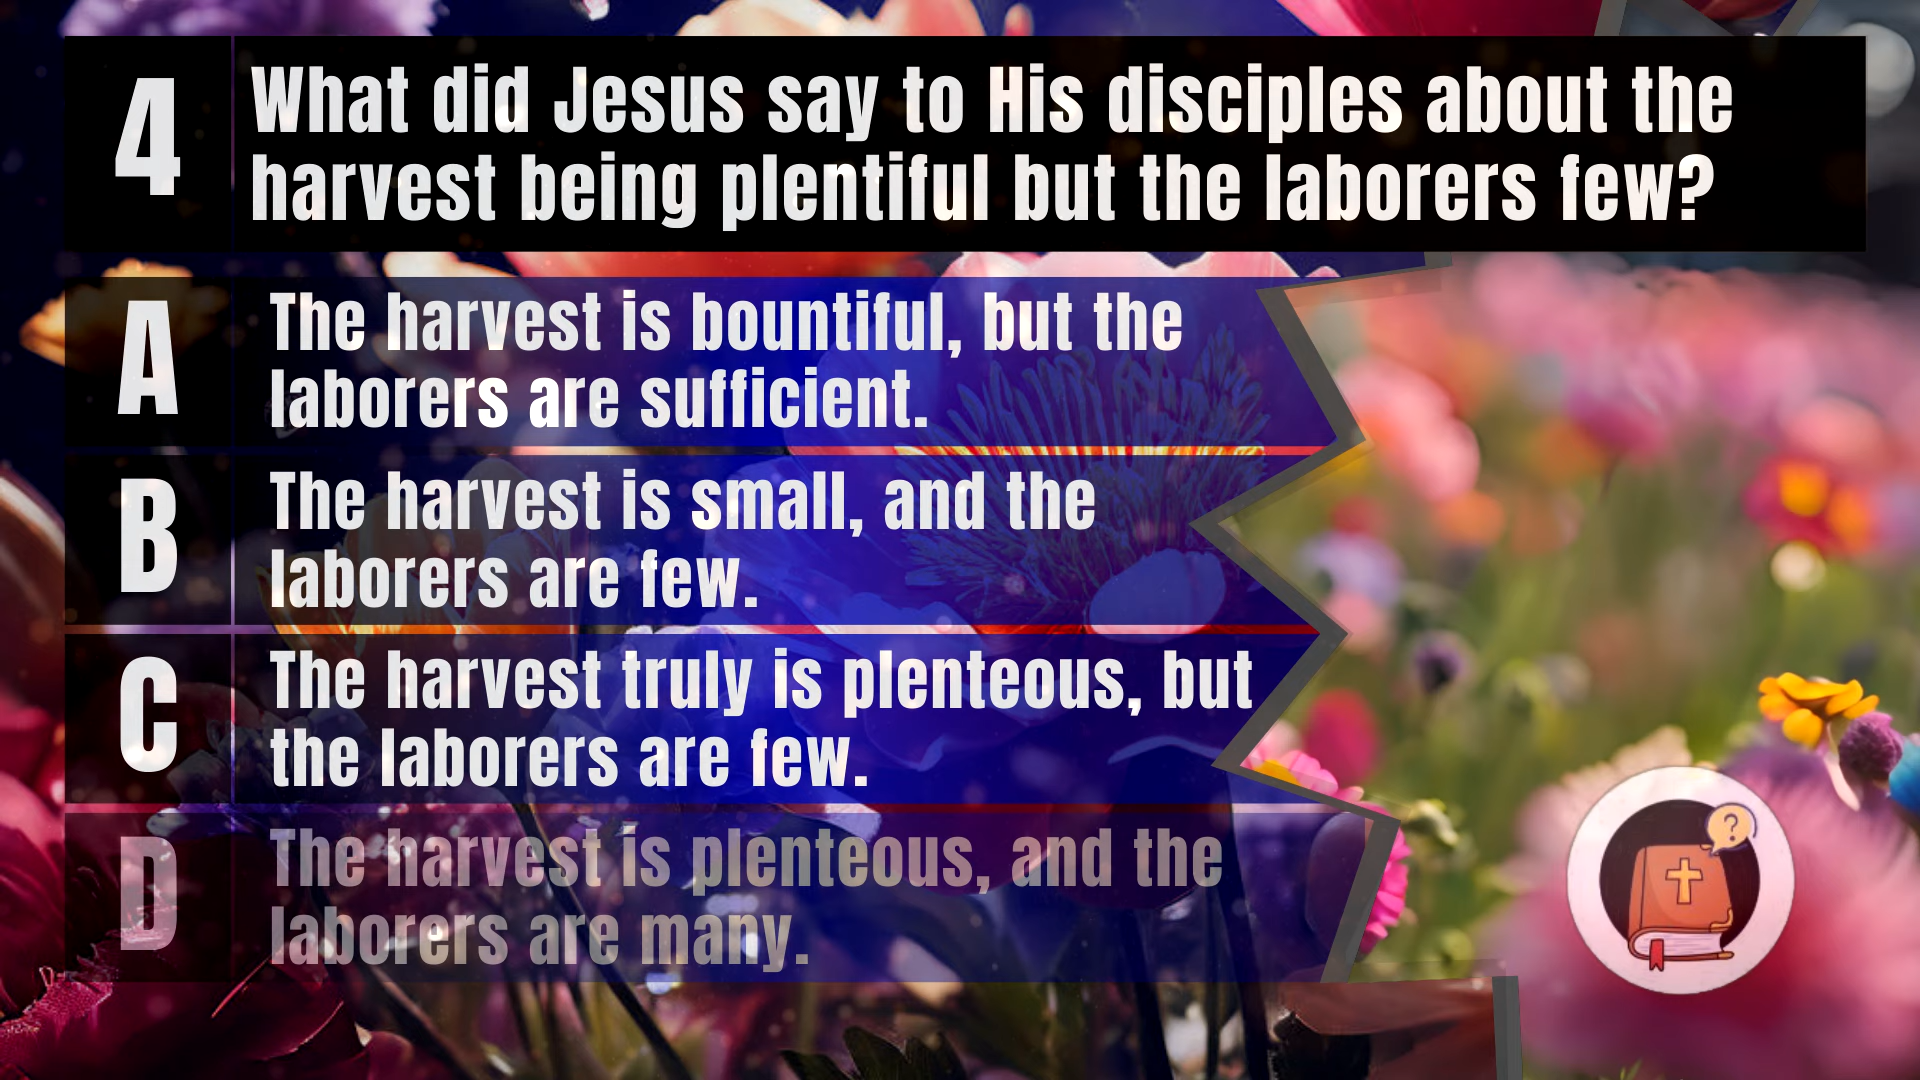 4
What did Jesus say to His disciples about the
harvest being plentiful but the laborers few?
A
The harvest is bountiful, but the
laborers are sufficient.
B
The harvest is small, and the
laborers are few.
C
The harvest truly is plenteous, but
the laborers are few.
D
The harvest is plenteous, and the
laborers are many.
?